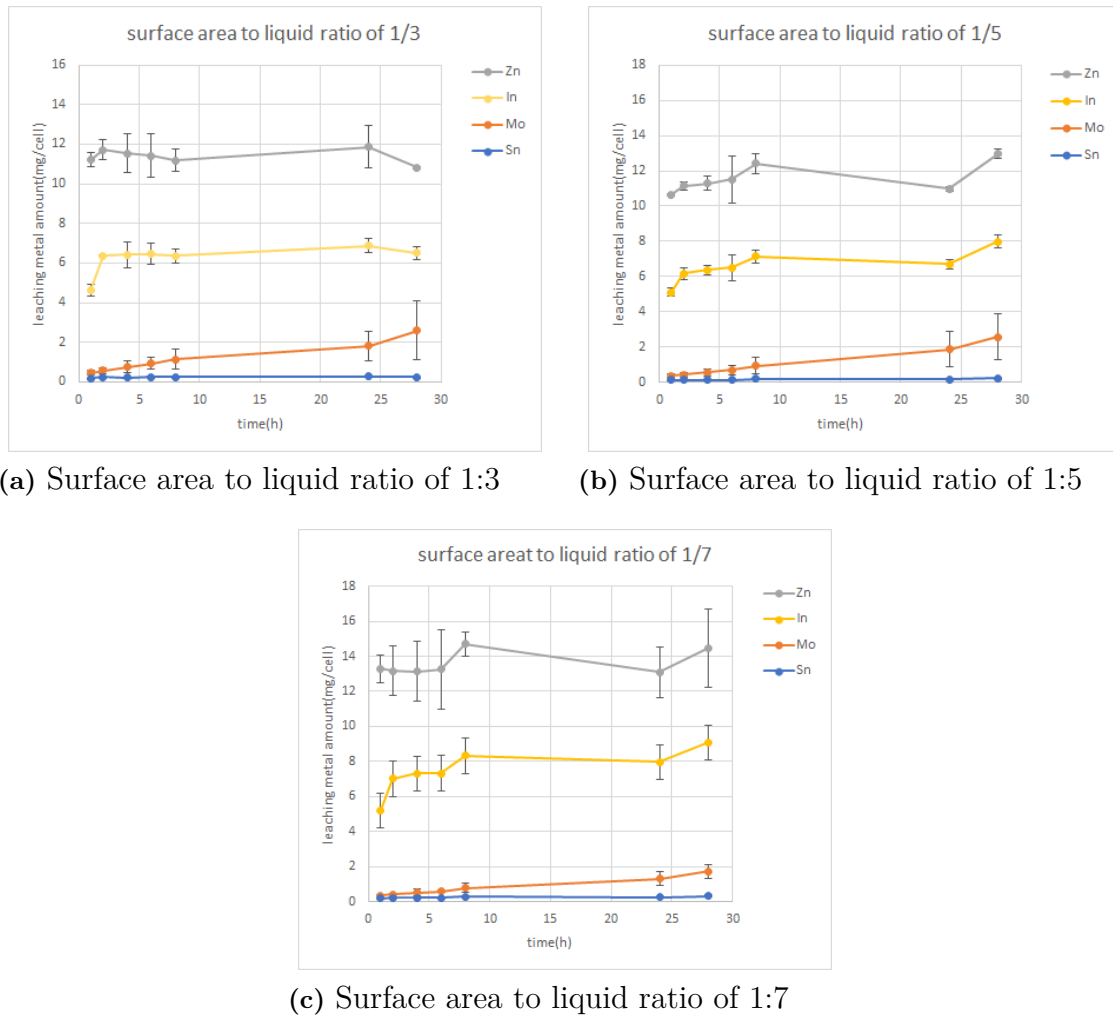 surface area to liquid ratio of 1/3
16
14
12
10
8
6
4
2
0
leaching metal amount(mg/cell)
0 5 10 15 20 25 30
time(h)
Zn
In
Mo
Sn
(a) Surface area to liquid ratio of 1:3
surface area to liquid ratio of 1/5
18
16
14
12
10
8
6
4
2
0
leaching metal amount(mg/cell)
0 5 10 15 20 25 30
time(h)
Zn
In
Mo
Sn
(b) Surface area to liquid ratio of 1:5
surface areat to liquid ratio of 1/7
18
16
14
12
10
8
6
4
2
0
leaching metal amount(mg/cell)
0 5 10 15 20 25 30
time(h)
Zn
In
Mo
Sn
(c) Surface area to liquid ratio of 1:7